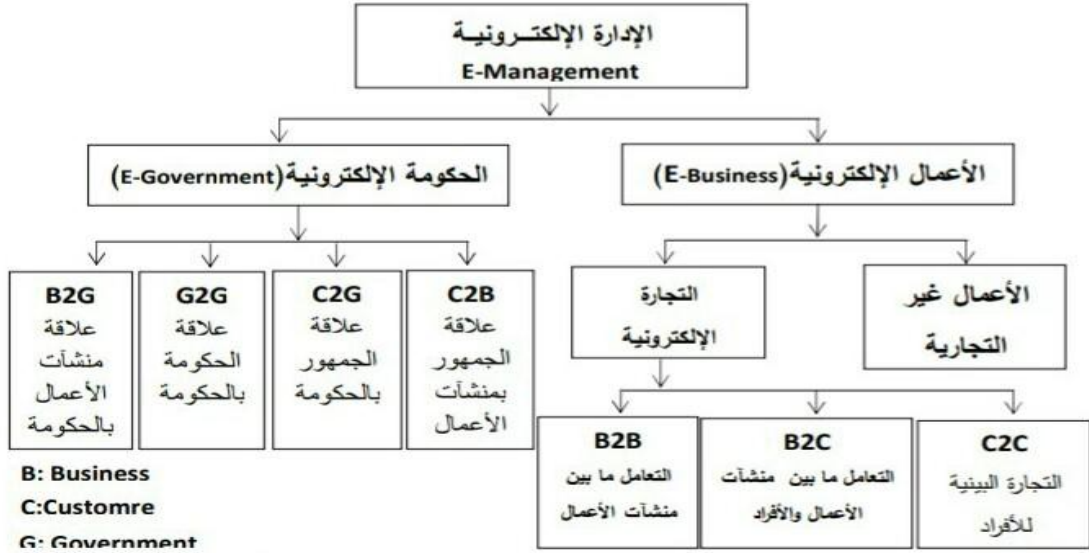 الإدارة الإلكتــرونيــة
E-Management
الأعمال الإلكترونية(E-Business)
الحكومة الإلكترونية(E-Government)
الأعمال غير
التجارية
التجارة
الإلكترونية
C2B
علاقة
الجمهور
بمنشآت
الأعمال
C2G
علاقة
الجمهور
بالحكومة
G2G
علاقة
الحكومة
بالحكومة
B2G
علاقة
منشآت
الأعمال
بالحكومة
C2C
التجارة البينية
للأفراد
B2C
التعامل ما بين منشآت
الأعمال والأفراد
B2B
التعامل ما بين
منشآت الأعمال
B: Business
C:Customre
G: Government